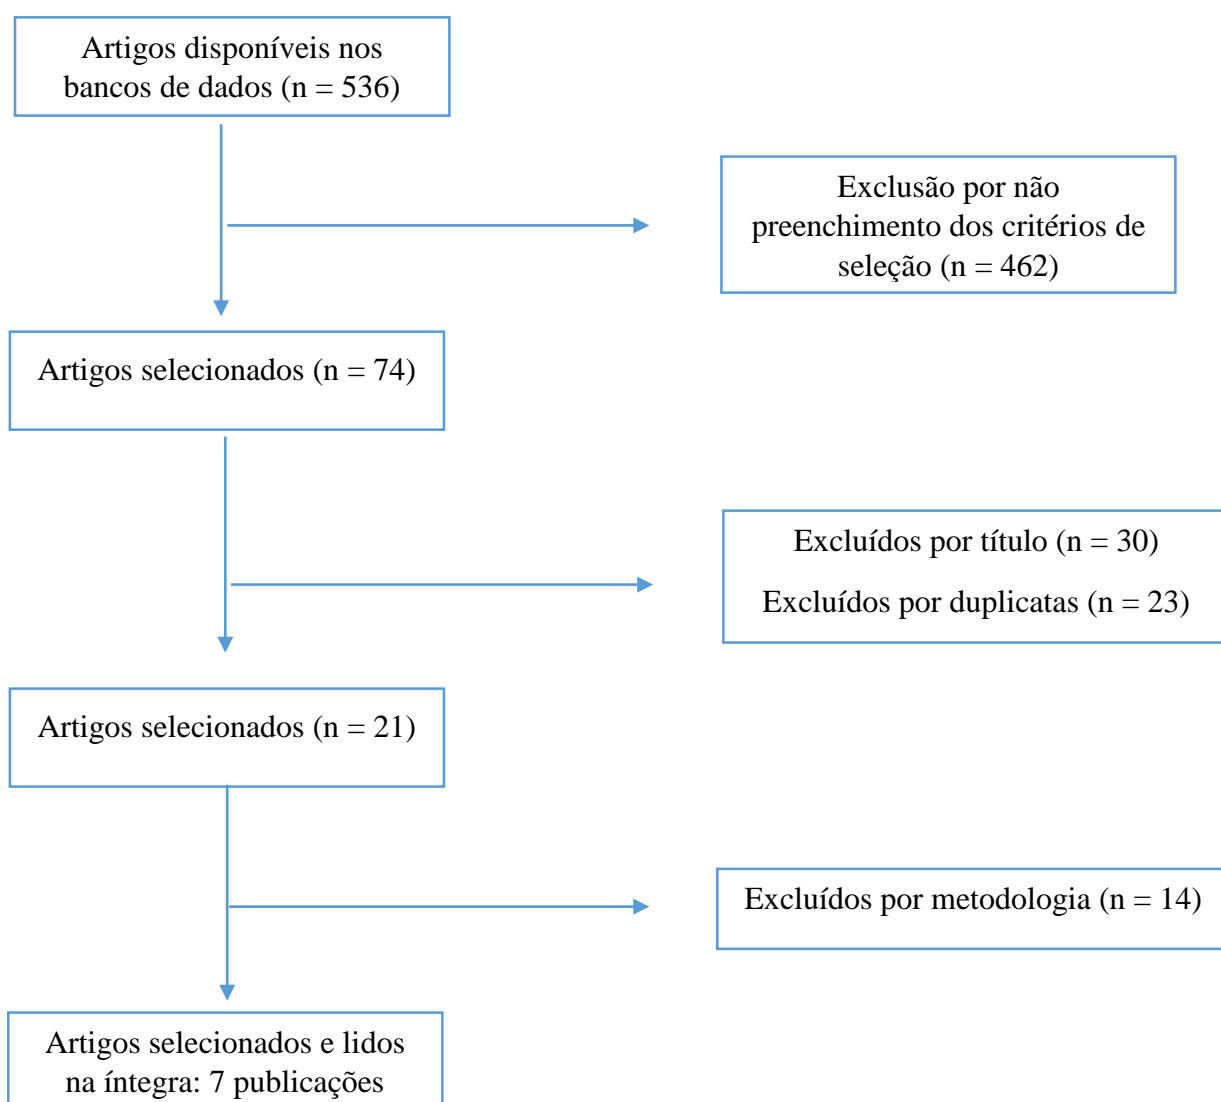 Artigos disponíveis nos
bancos de dados (n = 536)
Exclusão por não
preenchimento dos critérios de
seleção (n = 462)
Artigos selecionados (n = 74)
Excluídos por título (n = 30)
Excluídos por duplicatas (n = 23)
Artigos selecionados (n = 21)
Excluídos por metodologia (n = 14)
Artigos selecionados e lidos
na íntegra: 7 publicações